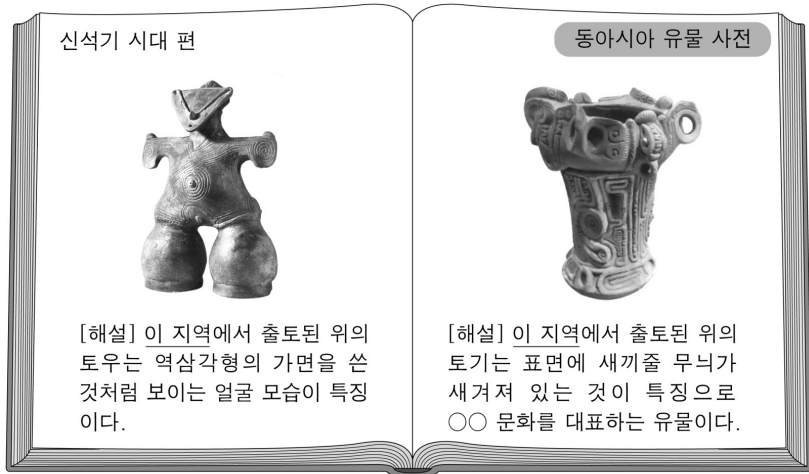 신석기 시대 편
[해설] 이 지역에서 출토된 위의
토우는 역삼각형의 가면을 쓴
것처럼 보이는 얼굴 모습이 특징
이다.
동아시아 유물 사전
[해설] 이 지역에서 출토된 위의
토기는 표면에 새끼줄 무늬가
새겨져 있는 것이 특징으로
○○ 문화를 대표하는 유물이다.